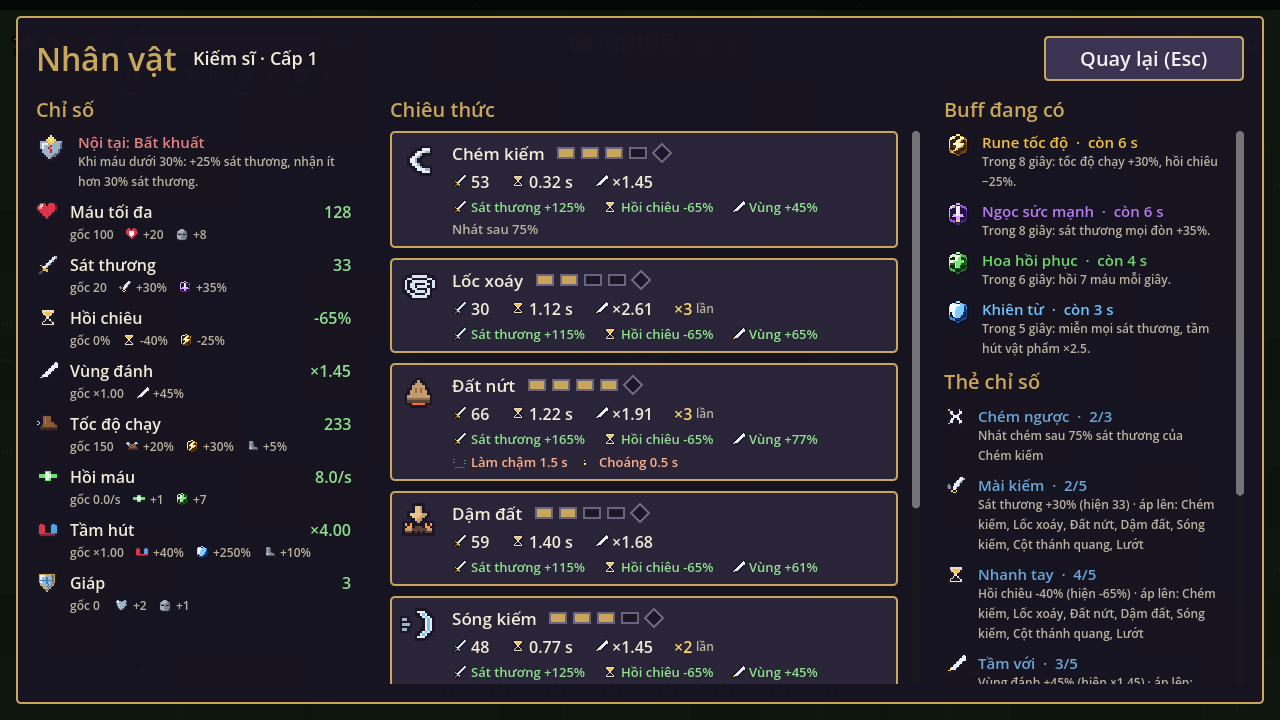 Nhân vật
Kiếm sĩ · Cấp 1
Quay lại (Esc)
Chỉ số
Nội tại: Bất khuất
Khi máu dưới 30%: +25% sát thương, nhận ít
hơn 30% sát thương.
Máu tối đa 128
gốc 100 +20 +8
Sát thương 33
gốc 20 +30% +35%
Hồi chiêu -65%
gốc 0% -40% -25%
Vùng đánh ×1.45
gốc ×1.00 +45%
Tốc độ chạy 233
gốc 150 +20% +30% +5%
Hồi máu 8.0/s
gốc 0.0/s +1 +7
Tầm hút ×4.00
gốc ×1.00 +40% +250% +10%
Giáp 3
gốc 0 +2 +1
Chiêu thức
Chém kiếm
53 0.32 s ×1.45
Sát thương +125% Hồi chiêu -65% Vùng +45%
Nhát sau 75%
Lốc xoáy
30 1.12 s ×2.61 ×3 lần
Sát thương +115% Hồi chiêu -65% Vùng +65%
Đất nứt
66 1.22 s ×1.91 ×3 lần
Sát thương +165% Hồi chiêu -65% Vùng +77%
Làm chậm 1.5 s Choáng 0.5 s
Dậm đất
59 1.40 s ×1.68
Sát thương +115% Hồi chiêu -65% Vùng +61%
Sóng kiếm
48 0.77 s ×1.45 ×2 lần
Sát thương +125% Hồi chiêu -65% Vùng +45%
Buff đang có
Rune tốc độ · còn 6 s
Trong 8 giây: tốc độ chạy +30%, hồi chiêu
−25%.
Ngọc sức mạnh · còn 6 s
Trong 8 giây: sát thương mọi đòn +35%.
Hoa hồi phục · còn 4 s
Trong 6 giây: hồi 7 máu mỗi giây.
Khiên từ · còn 3 s
Trong 5 giây: miễn mọi sát thương, tầm
hút vật phẩm ×2.5.
Thẻ chỉ số
Chém ngược · 2/3
Nhát chém sau 75% sát thương của
Chém kiếm
Mài kiếm · 2/5
Sát thương +30% (hiện 33) · áp lên: Chém
kiếm, Lốc xoáy, Đất nứt, Dậm đất, Sóng
kiếm, Cột thánh quang, Lướt
Nhanh tay · 4/5
Hồi chiêu -40% (hiện -65%) · áp lên: Chém
kiếm, Lốc xoáy, Đất nứt, Dậm đất, Sóng
kiếm, Cột thánh quang, Lướt
Tầm với · 3/5
Vùng đánh +45% (hiện ×1.45) · áp lên: